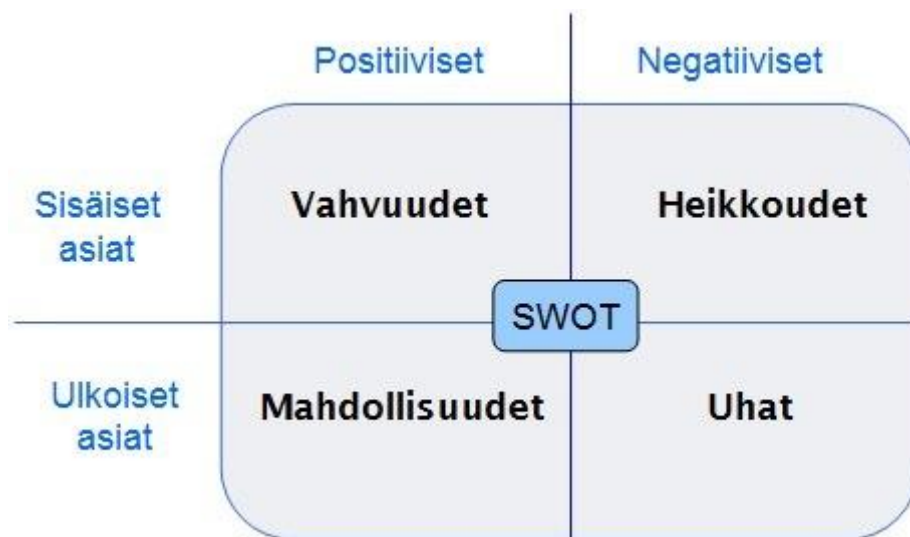 Positiiviset Negatiiviset
Sisäiset
asiat
Vahvuudet Heikkoudet
SWOT
Ulkoiset
asiat
Mahdollisuudet Uhat